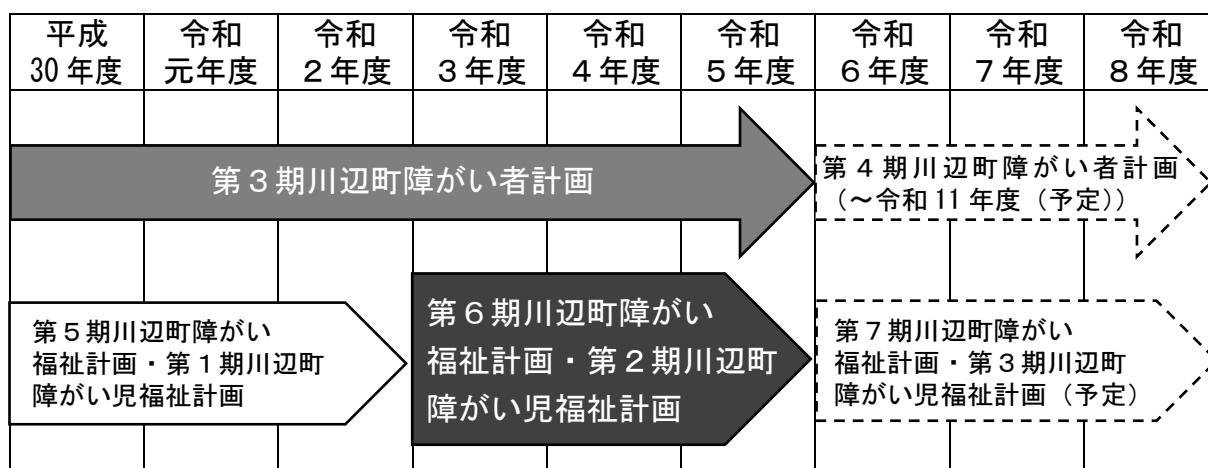 平成 令和 令和 令和 令和 令和 令和 令和 令和
30年度 元年度 2年度 3年度 4年度 5年度 6年度 7年度 8年度
第3期川辺町障がい者計画
第4期川辺町障がい者計画
(～令和11年度(予定))
第5期川辺町障がい
福祉計画・第1期川辺町
障がい児福祉計画
第6期川辺町障がい
福祉計画・第2期川辺町
障がい児福祉計画
第7期川辺町障がい
福祉計画・第3期川辺町
障がい児福祉計画(予定)